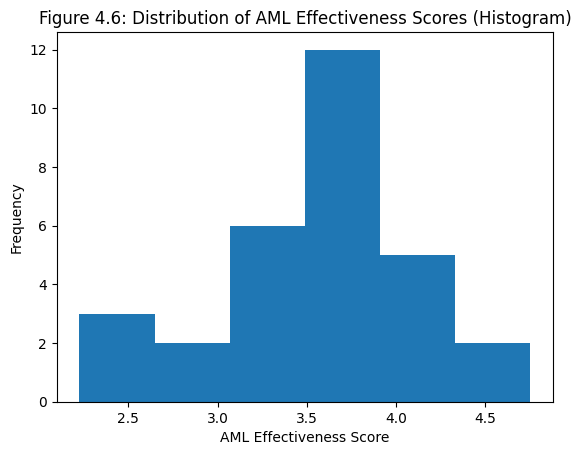 Figure 4.6: Distribution of AML Effectiveness Scores (Histogram)
12
10
8
6
4
2
0
Frequency
2.5 3.0 3.5 4.0 4.5
AML Effectiveness Score